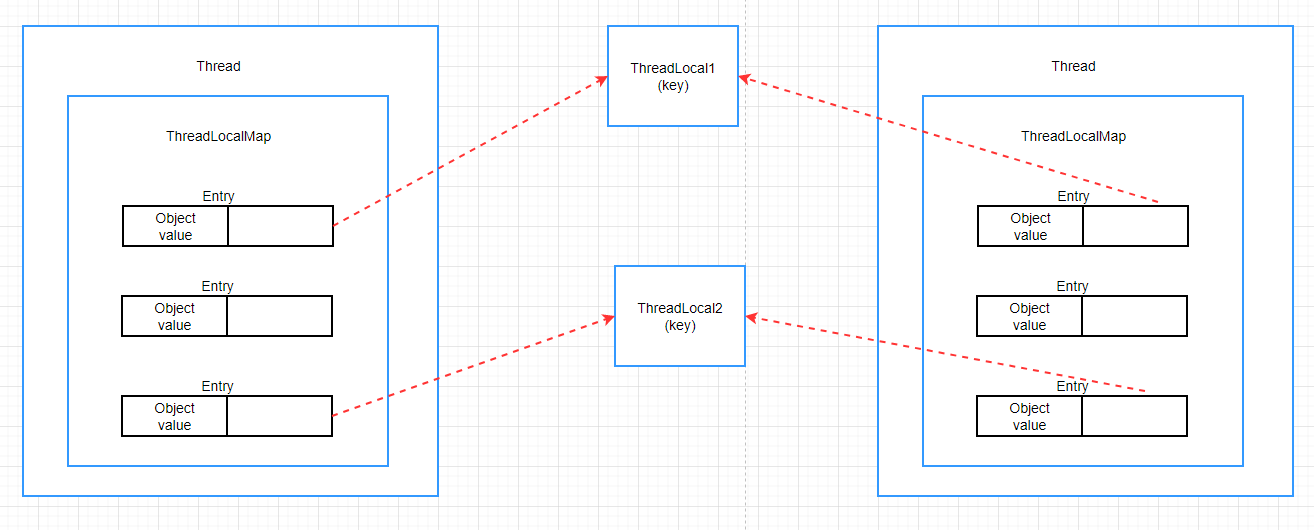 Thread
ThreadLocalMap
Entry
Object
value
Entry
Object
value
Entry
Object
value
ThreadLocal1
(key)
ThreadLocal2
(key)
Thread
ThreadLocalMap
Entry
Object
value
Entry
Object
value
Entry
Object
value